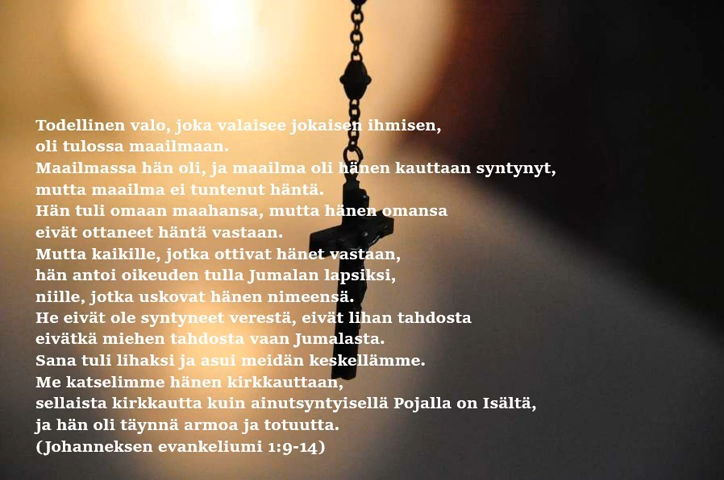 Todellinen valo, joka valaisee jokaisen ihmisen,
oli tulossa maailmaan.
Maailmassa hän oli, ja maailma oli hänen kauttaan syntynyt,
mutta maailma ei tuntenut häntä.
Hän tuli omaan maahansa, mutta hänen omansa
eivät ottaneet häntä vastaan.
Mutta kaikille, jotka ottivat hänet vastaan,
hän antoi oikeuden tulla Jumalan lapsiksi,
niille, jotka uskovat hänen nimeensä.
He eivät ole syntyneet verestä, eivät lihan tahdosta
eivätkä miehen tahdosta vaan Jumalasta.
Sana tuli lihaksi ja asui meidän keskellämme.
Me katselimme hänen kirkkauttaan,
sellaista kirkkautta kuin ainutsyntyisellä Pojalla on Isältä,
ja hän oli täynnä armoa ja totuutta.
(Johanneksen evankeliumi 1:9-14)